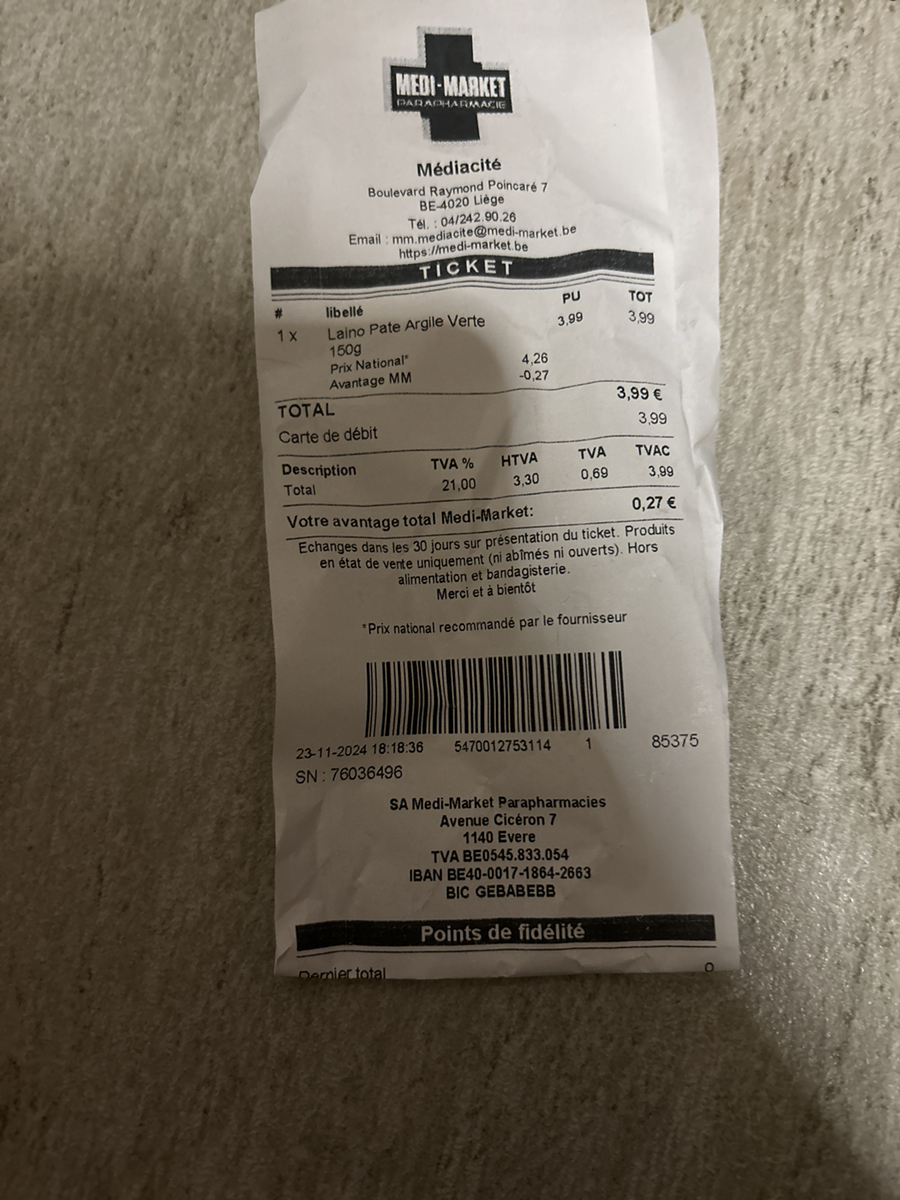 MEDI-MARKET
PARAPHARMACIE
Médiacité
Boulevard Raymond Poincaré 7
BE-4020 Liège
Tél. : 04/242.90.26
Email : mm.mediacite@medi-market.be
https://medi-market.be
TICKET
# libellé PU TOT
1 x Laino Pate Argile Verte 3,99 3,99
150g
Prix National* 4,26
Avantage MM -0,27
TOTAL 3,99 €
Carte de débit 3,99
Description TVA % HTVA TVA TVAC
Total 21,00 3,30 0,69 3,99
Votre avantage total Medi-Market: 0,27 €
Echanges dans les 30 jours sur présentation du ticket. Produits
en état de vente uniquement (ni abîmés ni ouverts). Hors
alimentation et bandagisterie.
Merci et à bientôt
*Prix national recommandé par le fournisseur
23-11-2024 18:18:36 5470012753114 1 85375
SN : 76036496
SA Medi-Market Parapharmacies
Avenue Cicéron 7
1140 Evere
TVA BE0545.833.054
IBAN BE40-0017-1864-2663
BIC GEBABEBB
Points de fidélité
Dernier total 0